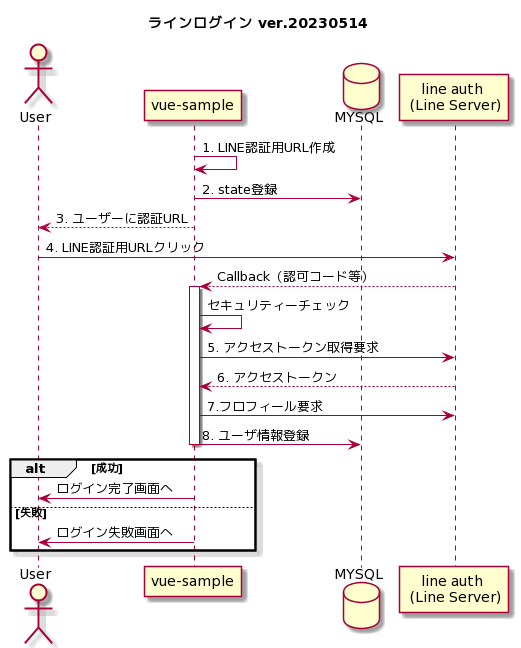 ラインログイン ver.20230514
User
vue-sample
MYSQL
line auth
(Line Server)
1. LINE認証用URL作成
2. state登録
3. ユーザーに認証URL
4. LINE認証用URLクリック
Callback（認可コード等）
セキュリティーチェック
5. アクセストークン取得要求
6. アクセストークン
7.フロフィール要求
8. ユーザ情報登録
alt [成功]
ログイン完了画面へ
[失敗]
ログイン失敗画面へ
User
vue-sample
MYSQL
line auth
(Line Server)